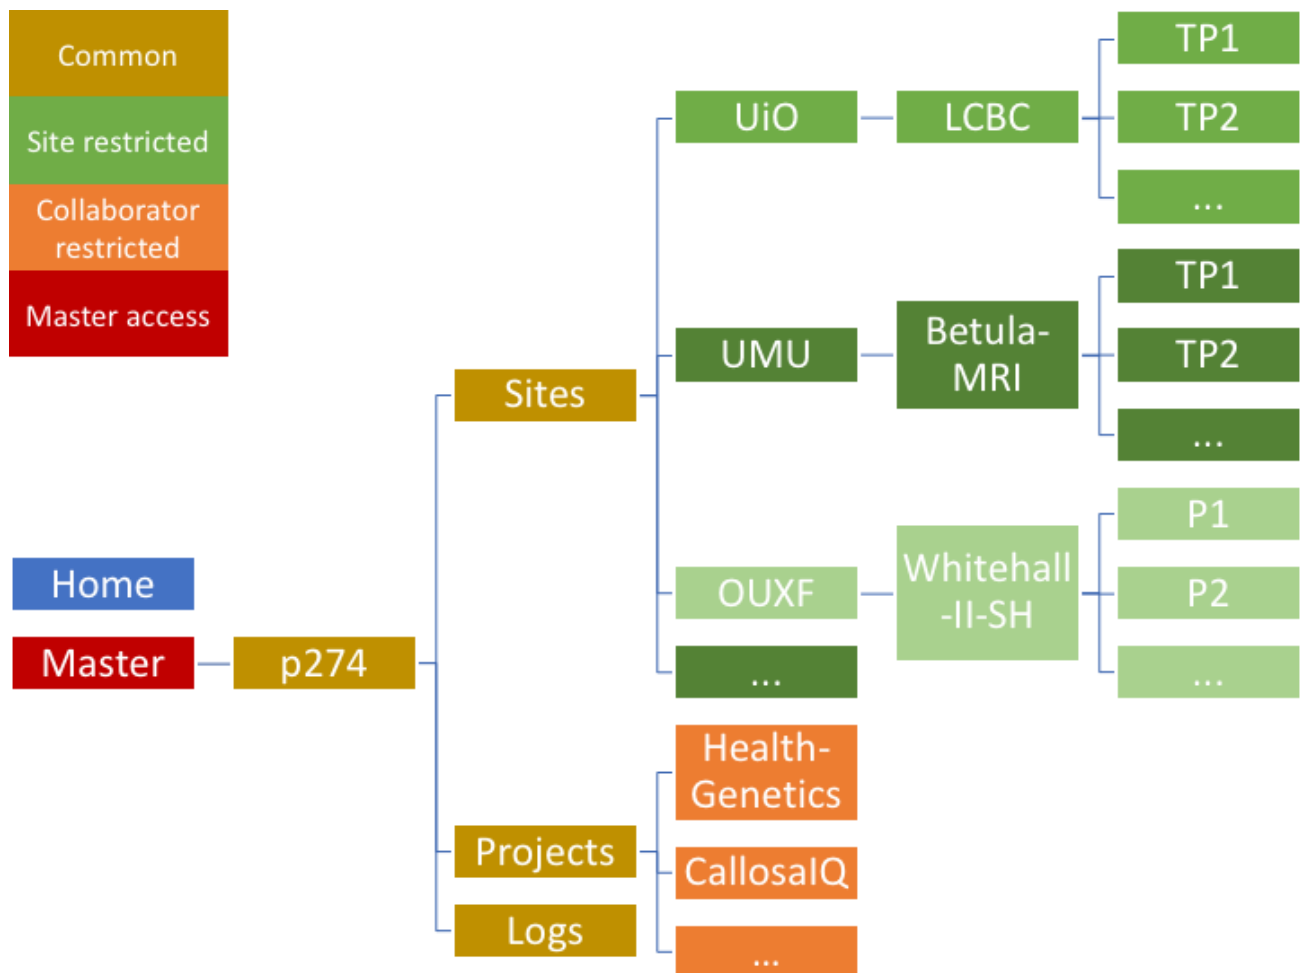 Common
Site restricted
Collaborator
restricted
Master access
Home
Master
p274
Sites
Projects
Logs
UiO
LCBC
TP1
TP2
...
UMU
Betula-
MRI
TP1
TP2
...
OUXF
Whitehall
-II-SH
P1
P2
...
...
Health-
Genetics
CallosalQ
...